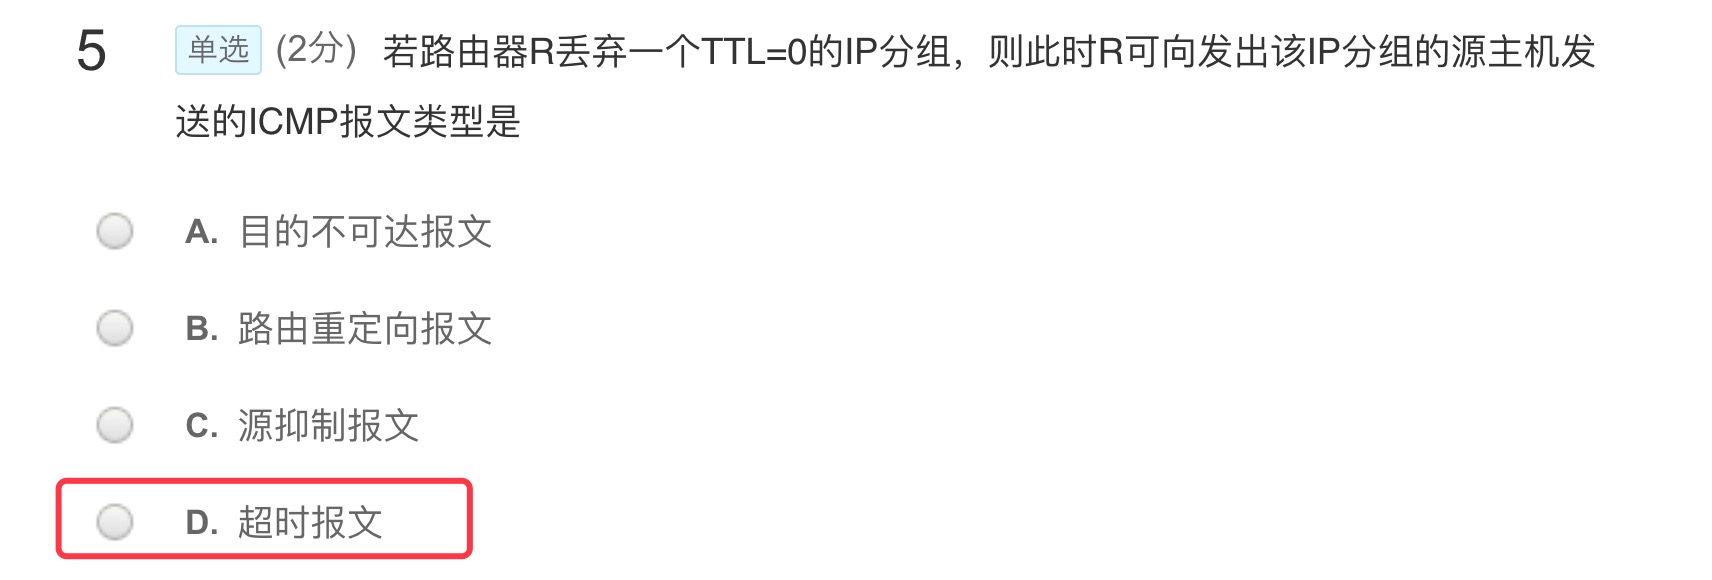 5 单选 (2分) 若路由器R丢弃一个TTL=0的IP分组，则此时R可向发出该IP分组的源主机发
送的ICMP报文类型是
A. 目的不可达报文
B. 路由重定向报文
C. 源抑制报文
D. 超时报文